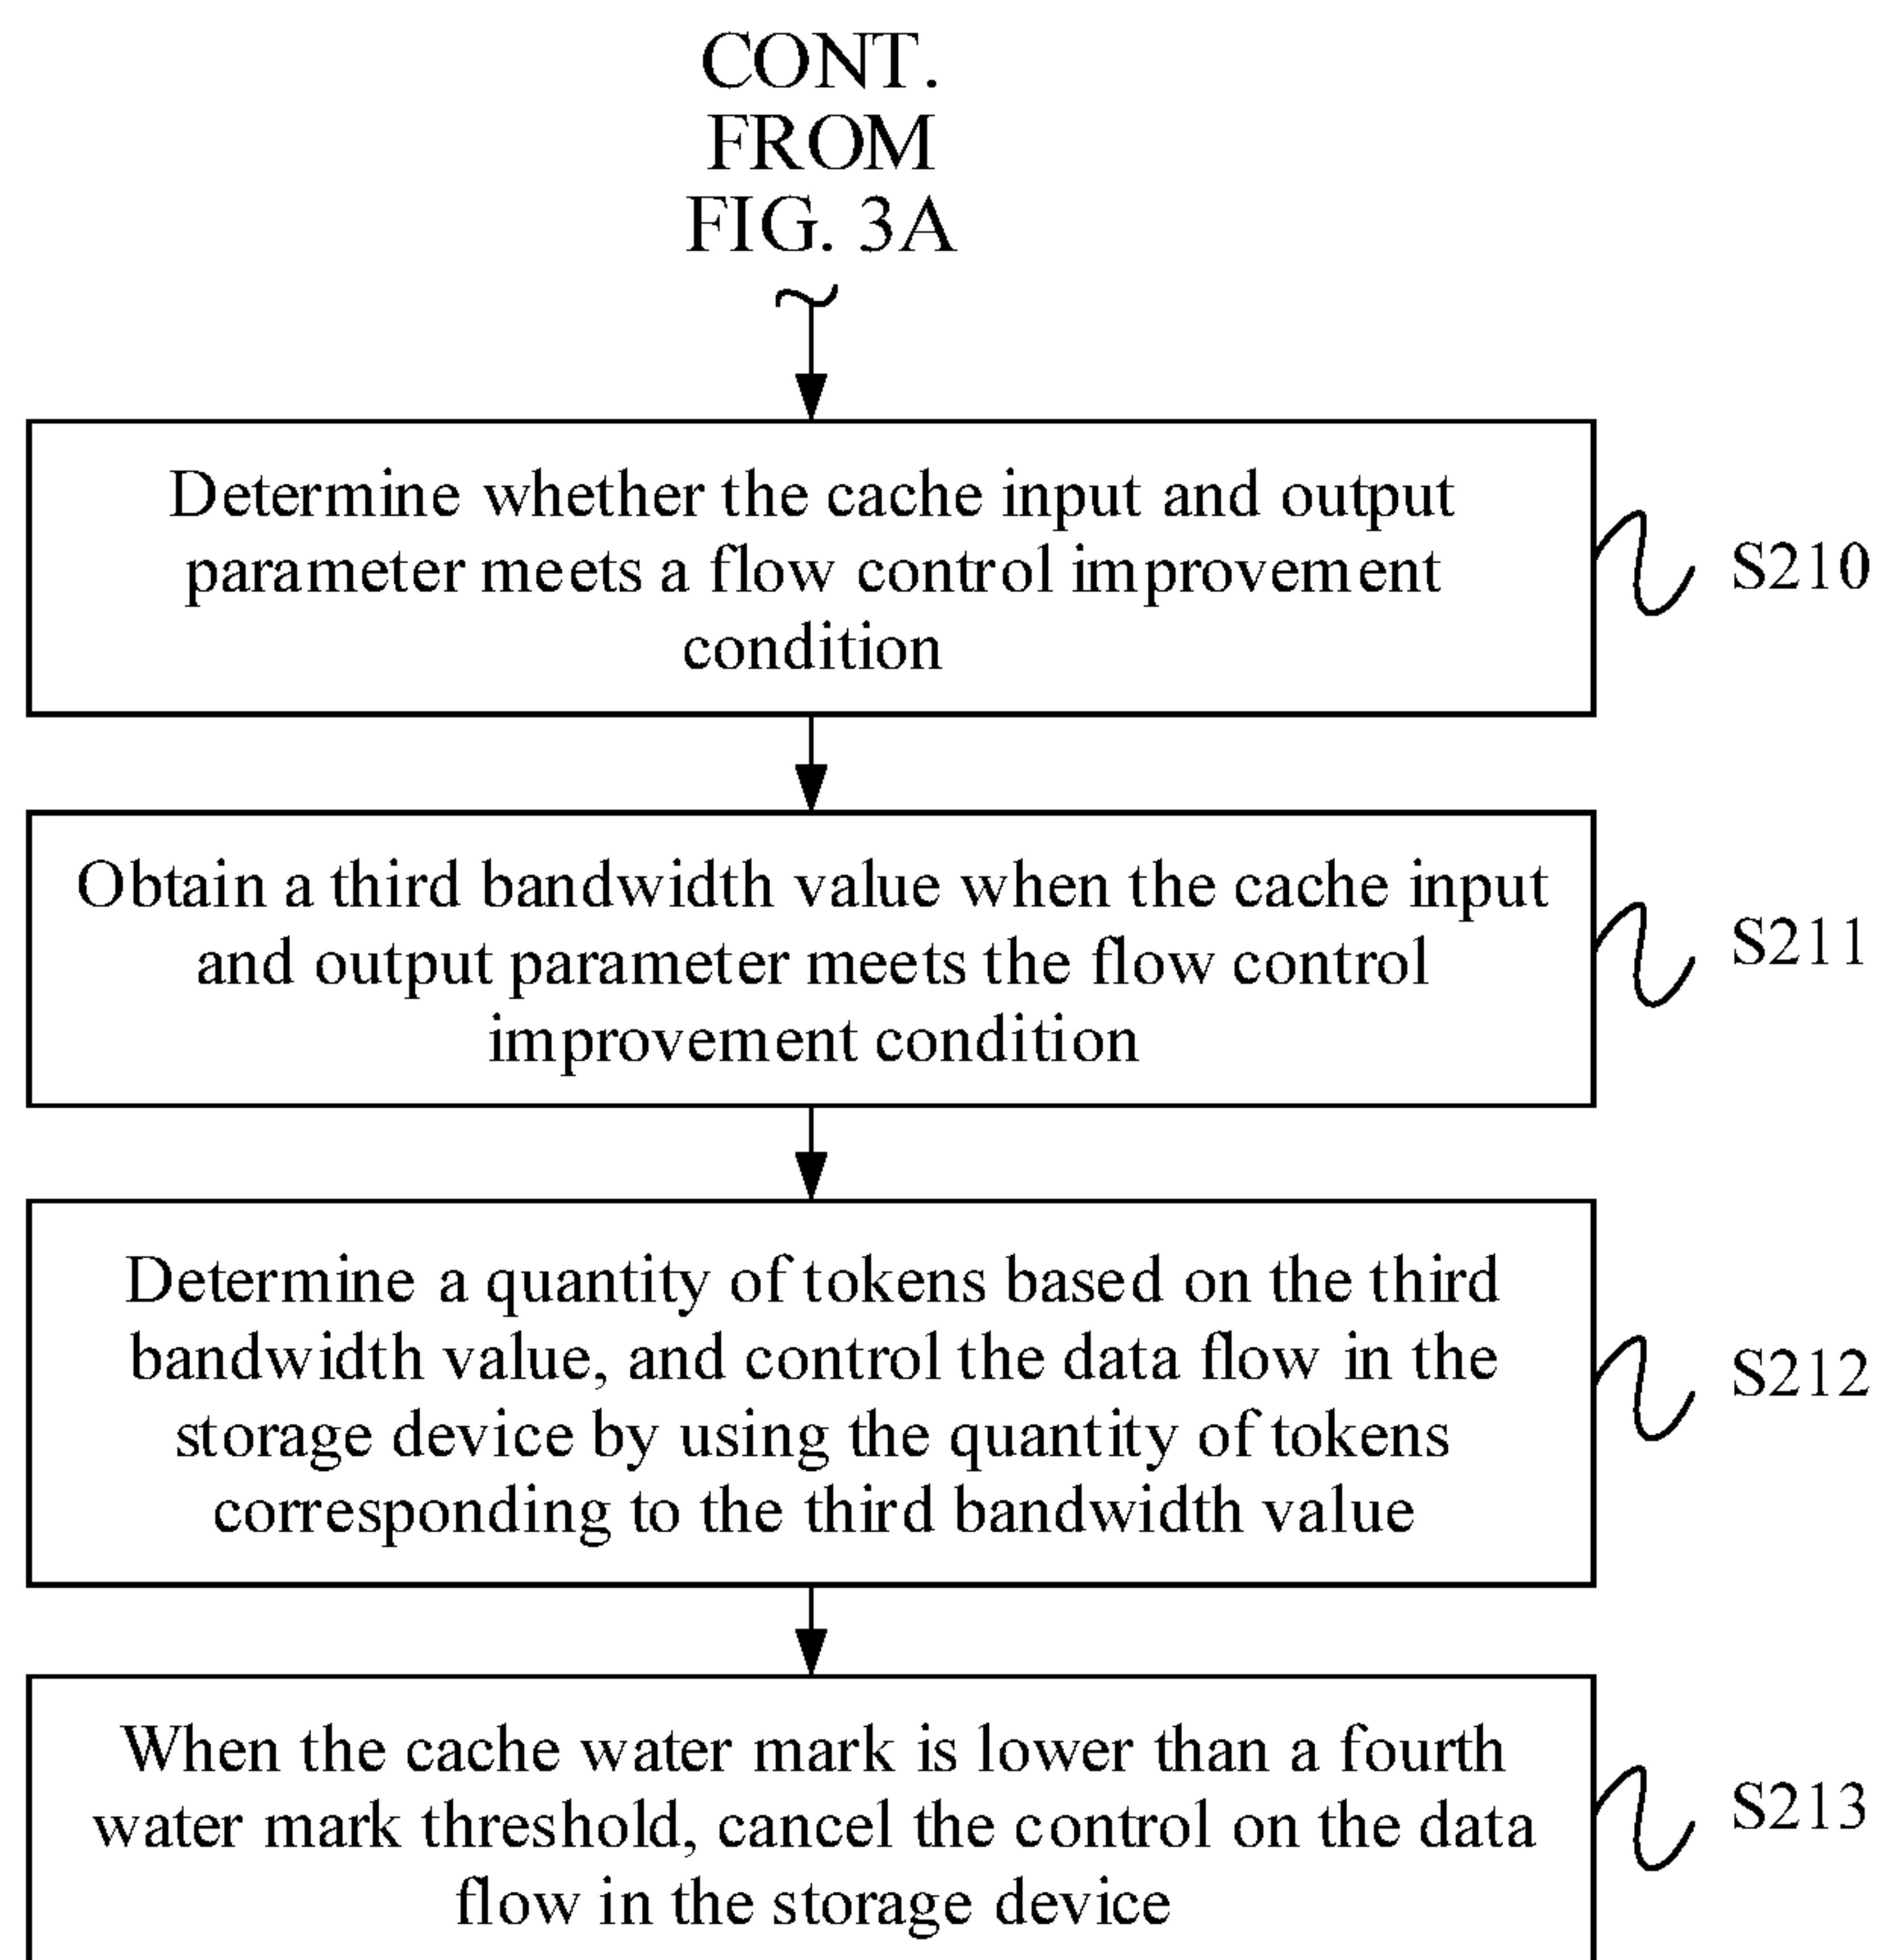 CONT.
FROM
FIG. 3A
Determine whether the cache input and output
parameter meets a flow control improvement
condition
S210
Obtain a third bandwidth value when the cache input
and output parameter meets the flow control
improvement condition
S211
Determine a quantity of tokens based on the third
bandwidth value, and control the data flow in the
storage device by using the quantity of tokens
corresponding to the third bandwidth value
S212
When the cache water mark is lower than a fourth
water mark threshold, cancel the control on the data
flow in the storage device
S213